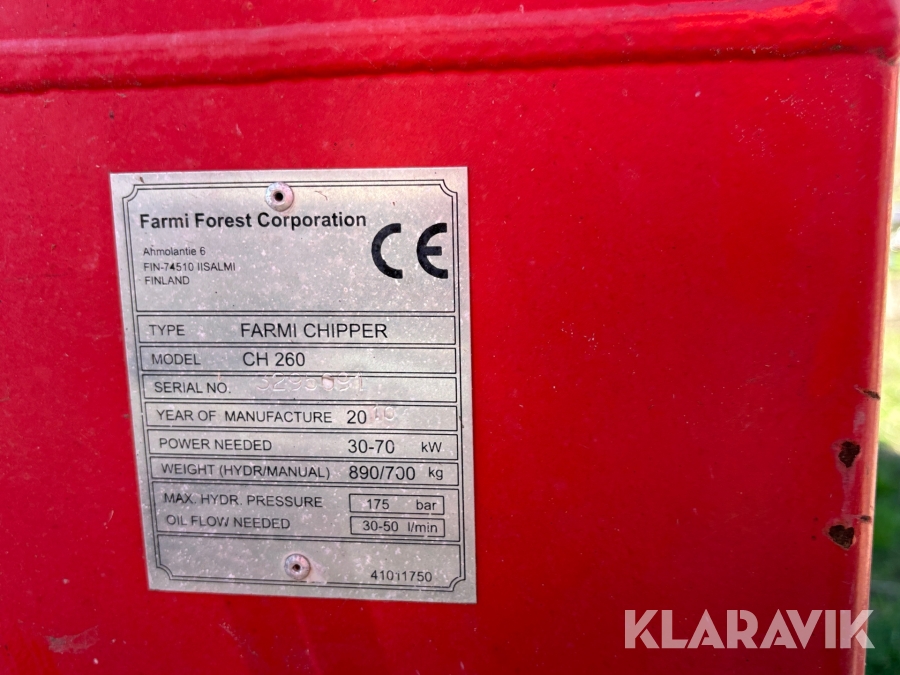 Farmi Forest Corporation
CE
Ahmolantie 6
FIN-74510 IISALMI
FINLAND
TYPE FARMI CHIPPER
MODEL CH 260
SERIAL NO.
YEAR OF MANUFACTURE 2010
POWER NEEDED 30-70 kW
WEIGHT (HYDR/MANUAL) 890/700 kg
MAX. HYDR. PRESSURE 175 bar
OIL FLOW NEEDED 30-50 l/min
41011750
KLARAVIK